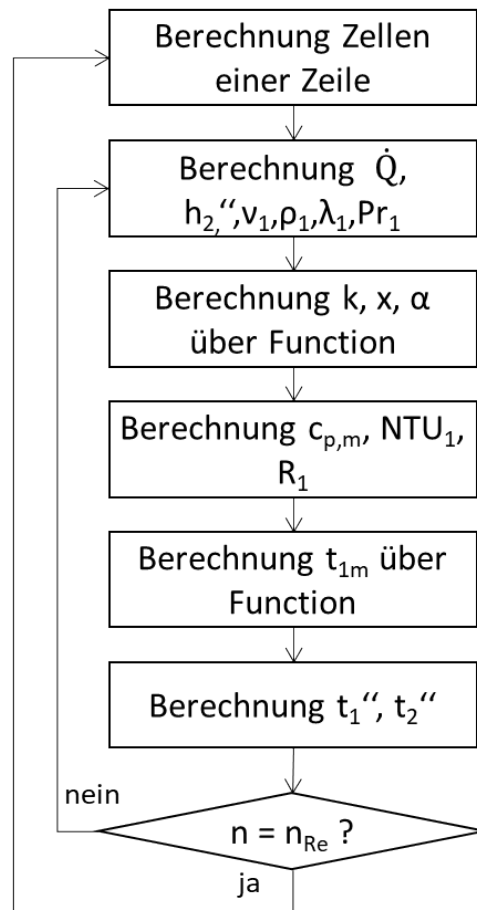 Berechnung Zellen
einer Zeile
Berechnung Q̇,
h₂,“,ν₁,ρ₁,λ₁,Pr₁
Berechnung k, x, α
über Function
Berechnung cₚ,ₘ, NTU₁,
R₁
Berechnung t₁ₘ über
Function
Berechnung t₁“, t₂“
nein
n = n_Re ?
ja